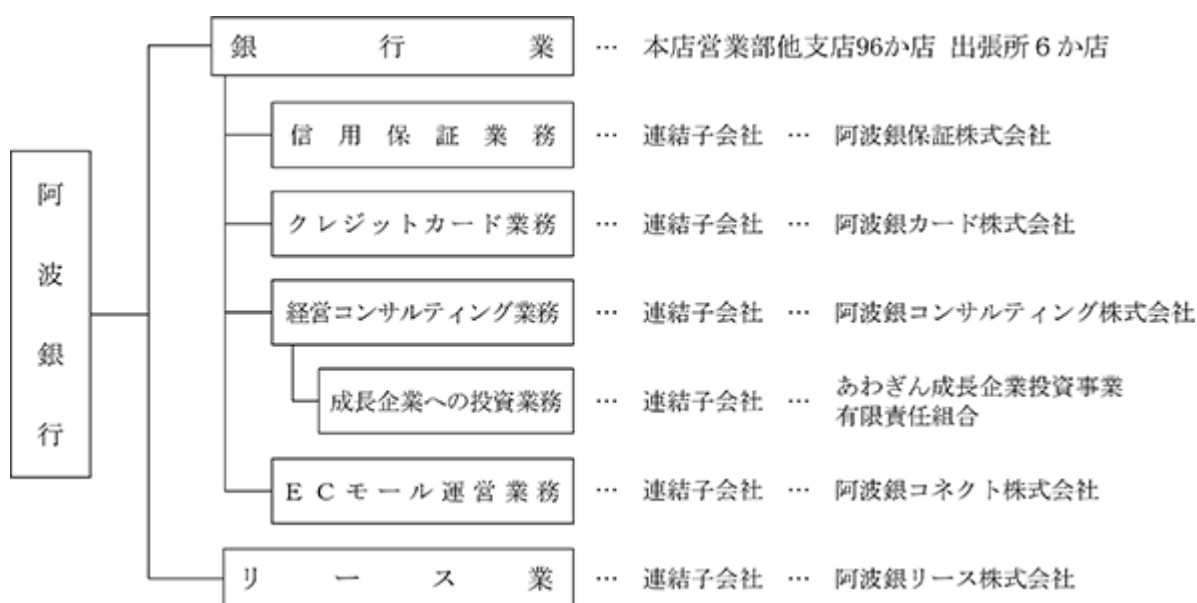 阿波銀行
銀行業 … 本店営業部他支店96か店 出張所6か店
信用保証業務 … 連結子会社 … 阿波銀保証株式会社
クレジットカード業務 … 連結子会社 … 阿波銀カード株式会社
経営コンサルティング業務 … 連結子会社 … 阿波銀コンサルティング株式会社
成長企業への投資業務 … 連結子会社 … あわぎん成長企業投資事業
有限責任組合
ECモール運営業務 … 連結子会社 … 阿波銀コネクト株式会社
リース業 … 連結子会社 … 阿波銀リース株式会社